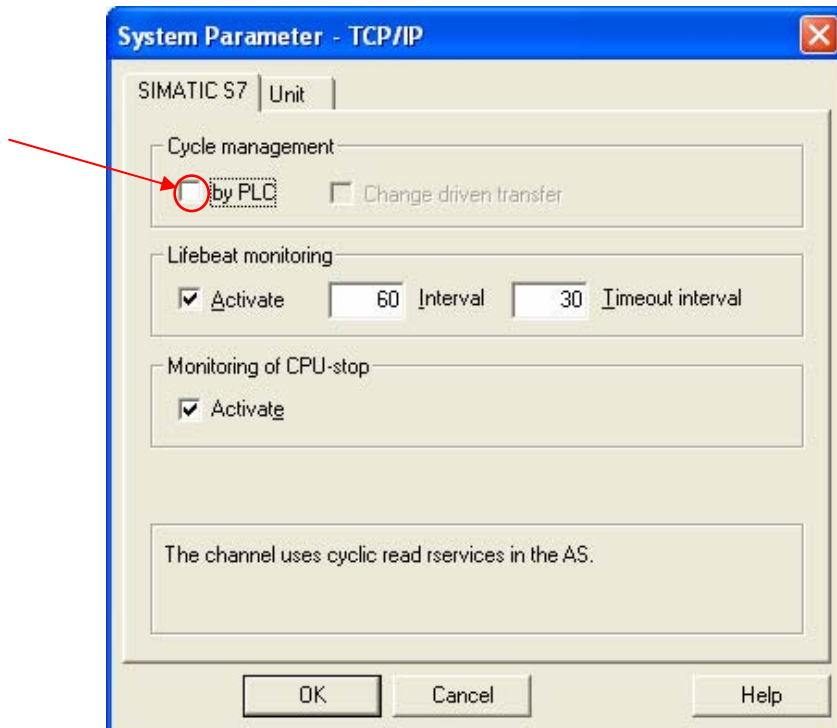 System Parameter - TCP/IP
SIMATIC S7 Unit
Cycle management
by PLC Change driven transfer
Lifebeat monitoring
Activate 60 Interval 30 Timeout interval
Monitoring of CPU-stop
Activate
The channel uses cyclic read rservices in the AS.
OK Cancel Help